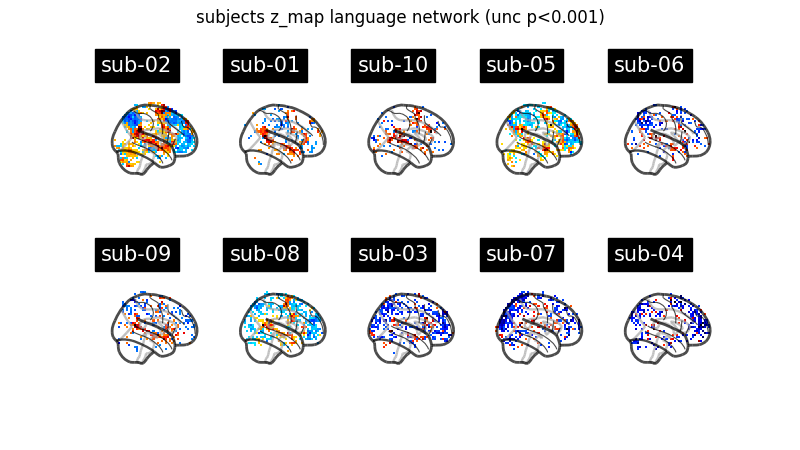 subjects z_map language network (unc p<0.001)
sub-02 sub-01 sub-10 sub-05 sub-06
sub-09 sub-08 sub-03 sub-07 sub-04